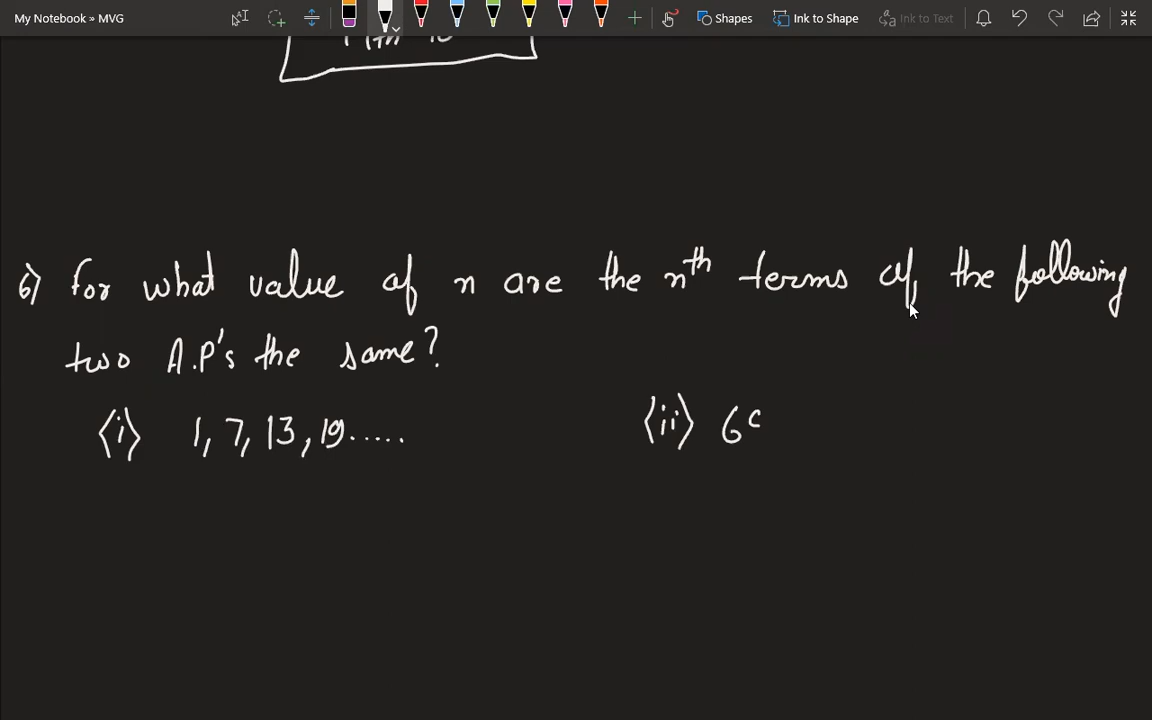 My Notebook » MVG
Shapes
Ink to Shape
Ink to Text
6) For what value of n are the nth terms of the following
two A.P's the same?
<i> 1, 7, 13, 19.....
<ii> 6